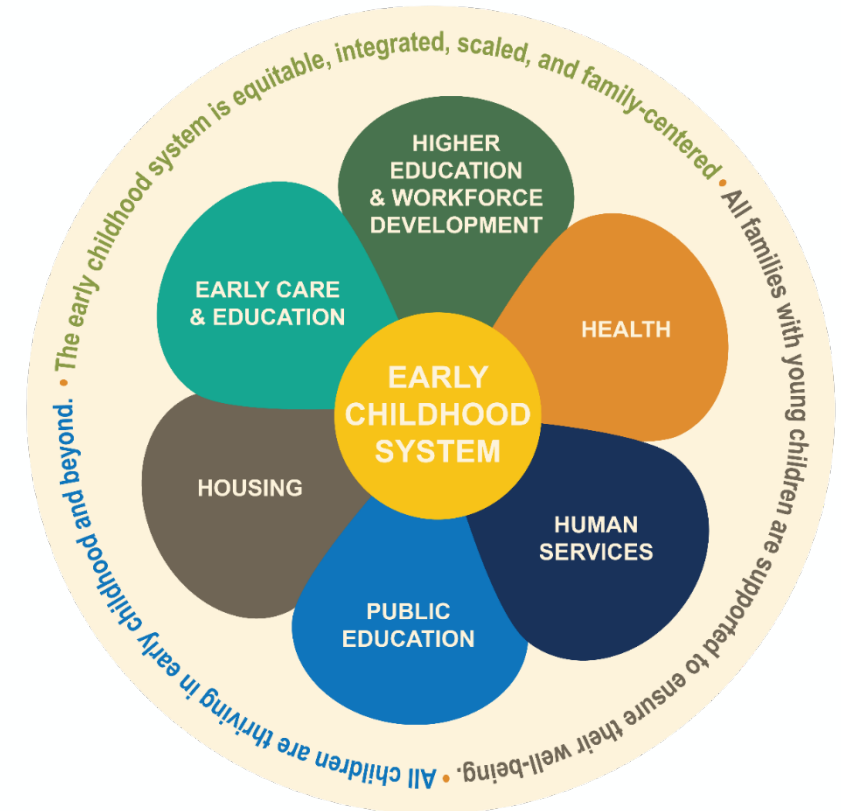 The early childhood system is equitable, integrated, scaled, and family-centered •
All families with young children are supported to ensure their well-being. •
All children are thriving in early childhood and beyond. •
HIGHER
EDUCATION
& WORKFORCE
DEVELOPMENT
HEALTH
HUMAN
SERVICES
PUBLIC
EDUCATION
HOUSING
EARLY CARE
& EDUCATION
EARLY
CHILDHOOD
SYSTEM